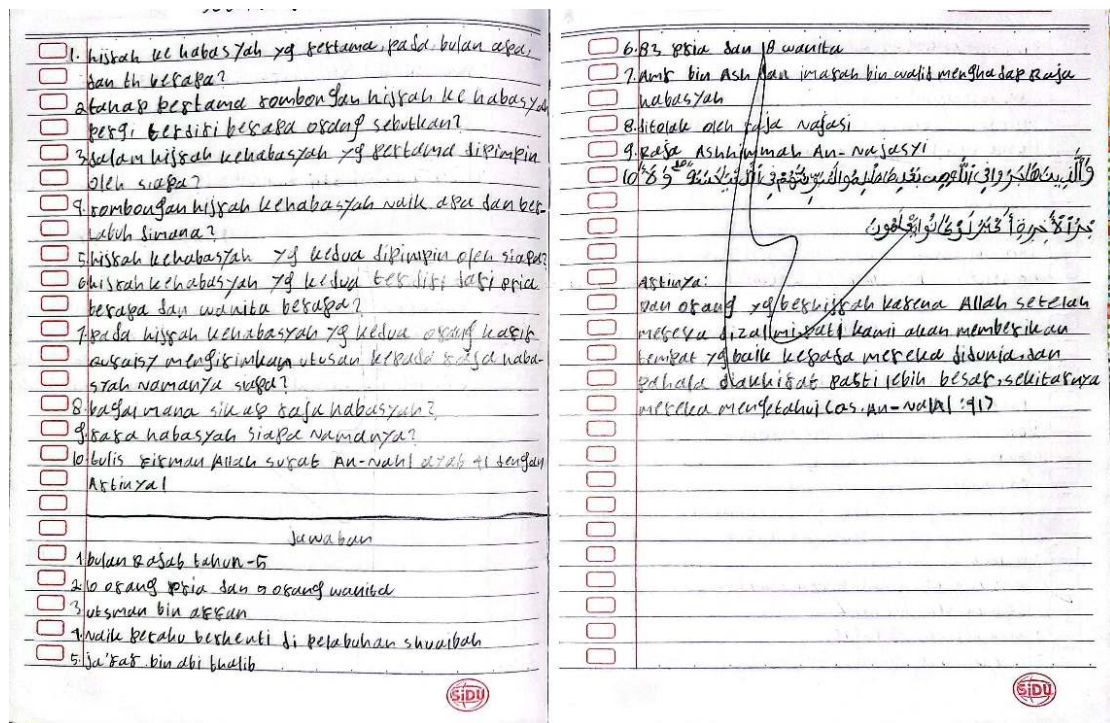 1. hijrah ke habasyah yg pertama, pada bulan apa,
dan th berapa?
2 tahap pertama rombongan hijrah ke habasyah
pergi terdiri berapa orang sebutkan?
3. dalam hijrah kehabasyah yg pertama dipimpin
oleh siapa?
4. rombongan hijrah kehabasyah naik apa dan ber-
labuh dimana?
5. hijrah kehabasyah yg kedua dipimpin oleh siapa?
6 hijrah kehabasyah yg kedua terdiri dari pria
berapa dan wanita berapa?
7. pada hijrah kehabasyah yg kedua orang kafir
quraisy mengirimkan utusan kepada raja haba-
syah namanya siapa?
8. bagaimana sikap raja habasyah?
9. raja habasyah siapa namanya?
10. tulis firman Allah surat An-nahl ayat 41 dengan
Artinya!
Jawaban
1. bulan Rajab tahun-5
2. 10 orang pria dan 5 orang wanita
3 utsman bin affan
4. Naik perahu berhenti di pelabuhan shuaibah
5. ja'far bin abi thalib
SiDU
6. 83 pria dan 18 wanita
7. Amr bin Ash dan imarah bin walid menghadap Raja
habasyah
8. ditolak oleh raja Najasi
9. Raja Ashhimmah An-Najasyi
10
Artinya:
Dan orang yg berhijrah karena Allah setelah
mereka dizalimi, pasti kami akan memberikan
tempat yg baik kepada mereka didunia, dan
pahala diakhirat pasti lebih besar, sekitarnya
mereka mengetahui (as. An-Nahl : 41)
SiDU